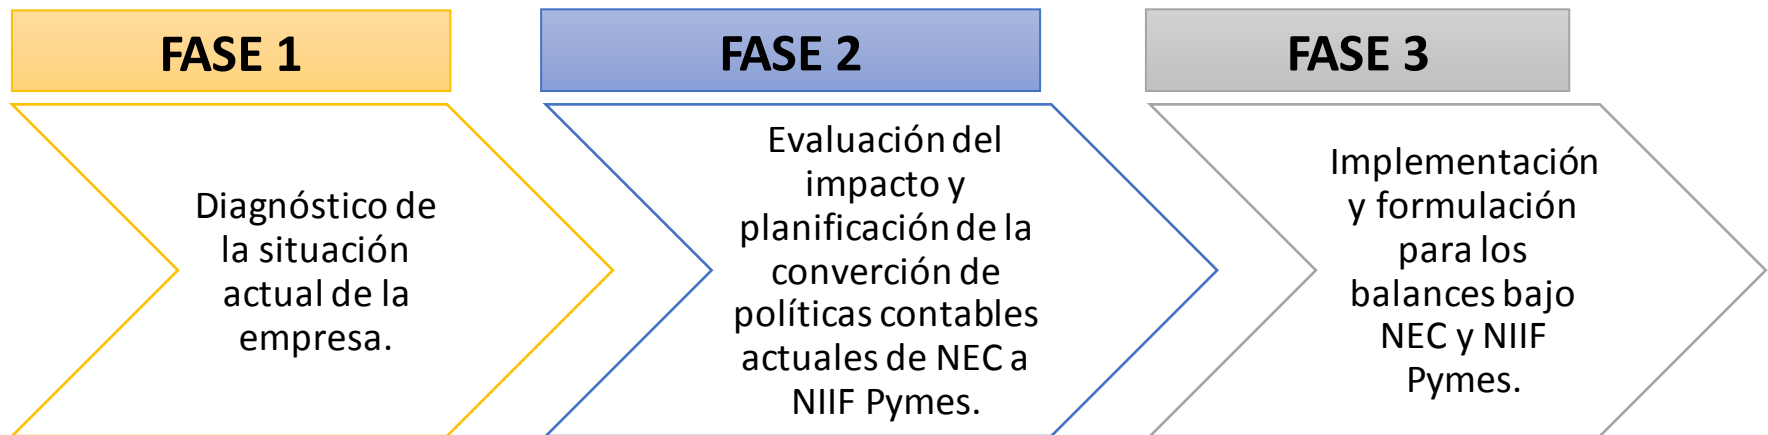 FASE 1
Diagnóstico de
la situación
actual de la
empresa.
FASE 2
Evaluación del
impacto y
planificación de la
converción de
políticas contables
actuales de NEC a
NIIF Pymes.
FASE 3
Implementación
y formulación
para los
balances bajo
NEC y NIIF
Pymes.